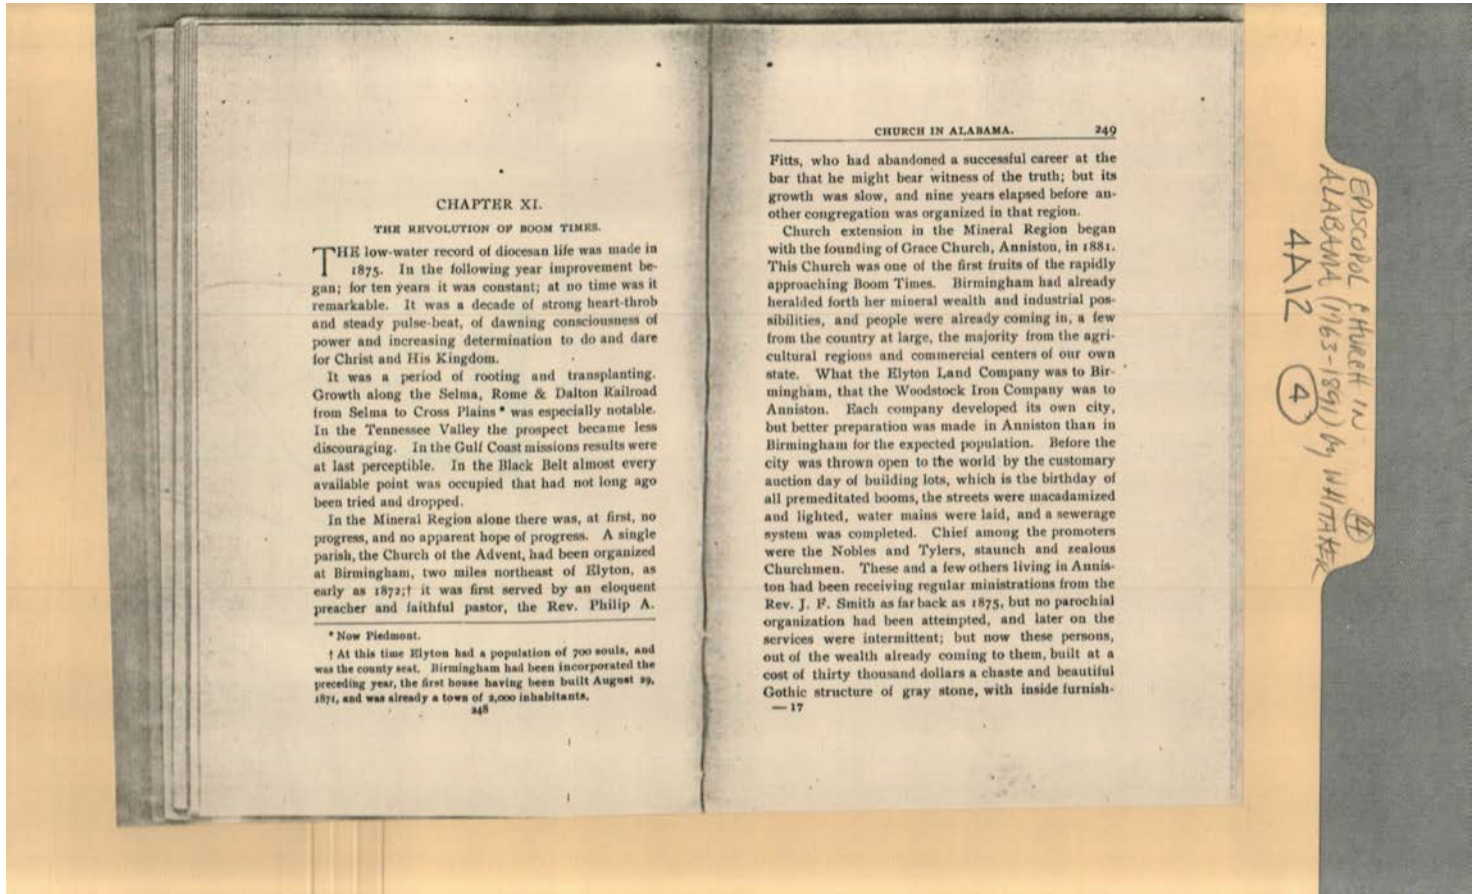 CHAPTER XI.
THE REVOLUTION OF BOOM TIMES.
THE low-water record of diocesan life was made in
1875. In the following year improvement be-
gan; for ten years it was constant; at no time was it
remarkable. It was a decade of strong heart-throb
and steady pulse-beat, of dawning consciousness of
power and increasing determination to do and dare
for Christ and His Kingdom.
It was a period of rooting and transplanting.
Growth along the Selma, Rome & Dalton Railroad
from Selma to Cross Plains* was especially notable.
In the Tennessee Valley the prospect became less
discouraging. In the Gulf Coast missions results were
at last perceptible. In the Black Belt almost every
available point was occupied that had not long ago
been tried and dropped.
In the Mineral Region alone there was, at first, no
progress, and no apparent hope of progress. A single
parish, the Church of the Advent, had been organized
at Birmingham, two miles northeast of Elyton, as
early as 1872;† it was first served by an eloquent
preacher and faithful pastor, the Rev. Philip A.
* Now Piedmont.
† At this time Elyton had a population of 700 souls, and
was the county seat. Birmingham had been incorporated the
preceding year, the first house having been built August 29,
1871, and was already a town of 2,000 inhabitants.
248
CHURCH IN ALABAMA. 249
Fitts, who had abandoned a successful career at the
bar that he might bear witness of the truth; but its
growth was slow, and nine years elapsed before an-
other congregation was organized in that region.
Church extension in the Mineral Region began
with the founding of Grace Church, Anniston, in 1881.
This Church was one of the first fruits of the rapidly
approaching Boom Times. Birmingham had already
heralded forth her mineral wealth and industrial pos-
sibilities, and people were already coming in, a few
from the country at large, the majority from the agri-
cultural regions and commercial centers of our own
state. What the Elyton Land Company was to Bir-
mingham, that the Woodstock Iron Company was to
Anniston. Each company developed its own city,
but better preparation was made in Anniston than in
Birmingham for the expected population. Before the
city was thrown open to the world by the customary
auction day of building lots, which is the birthday of
all premeditated booms, the streets were macadamized
and lighted, water mains were laid, and a sewerage
system was completed. Chief among the promoters
were the Nobles and Tylers, staunch and zealous
Churchmen. These and a few others living in Annis-
ton had been receiving regular ministrations from the
Rev. J. F. Smith as far back as 1875, but no parochial
organization had been attempted, and later on the
services were intermittent; but now these persons,
out of the wealth already coming to them, built at a
cost of thirty thousand dollars a chaste and beautiful
Gothic structure of gray stone, with inside furnish-
—17
EPISCOPOL CHURCH IN (4)
ALABAMA (1763-1891) by WHITAKER
4A12 (4)